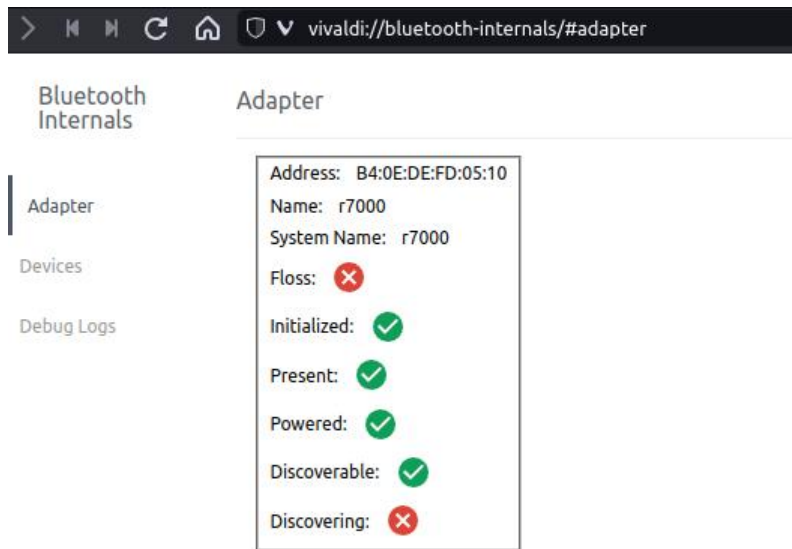 vivaldi://bluetooth-internals/#adapter
Bluetooth
Internals
Adapter
Adapter
Devices
Debug Logs
Address: B4:0E:DE:FD:05:10
Name: r7000
System Name: r7000
Floss:
Initialized:
Present:
Powered:
Discoverable:
Discovering: